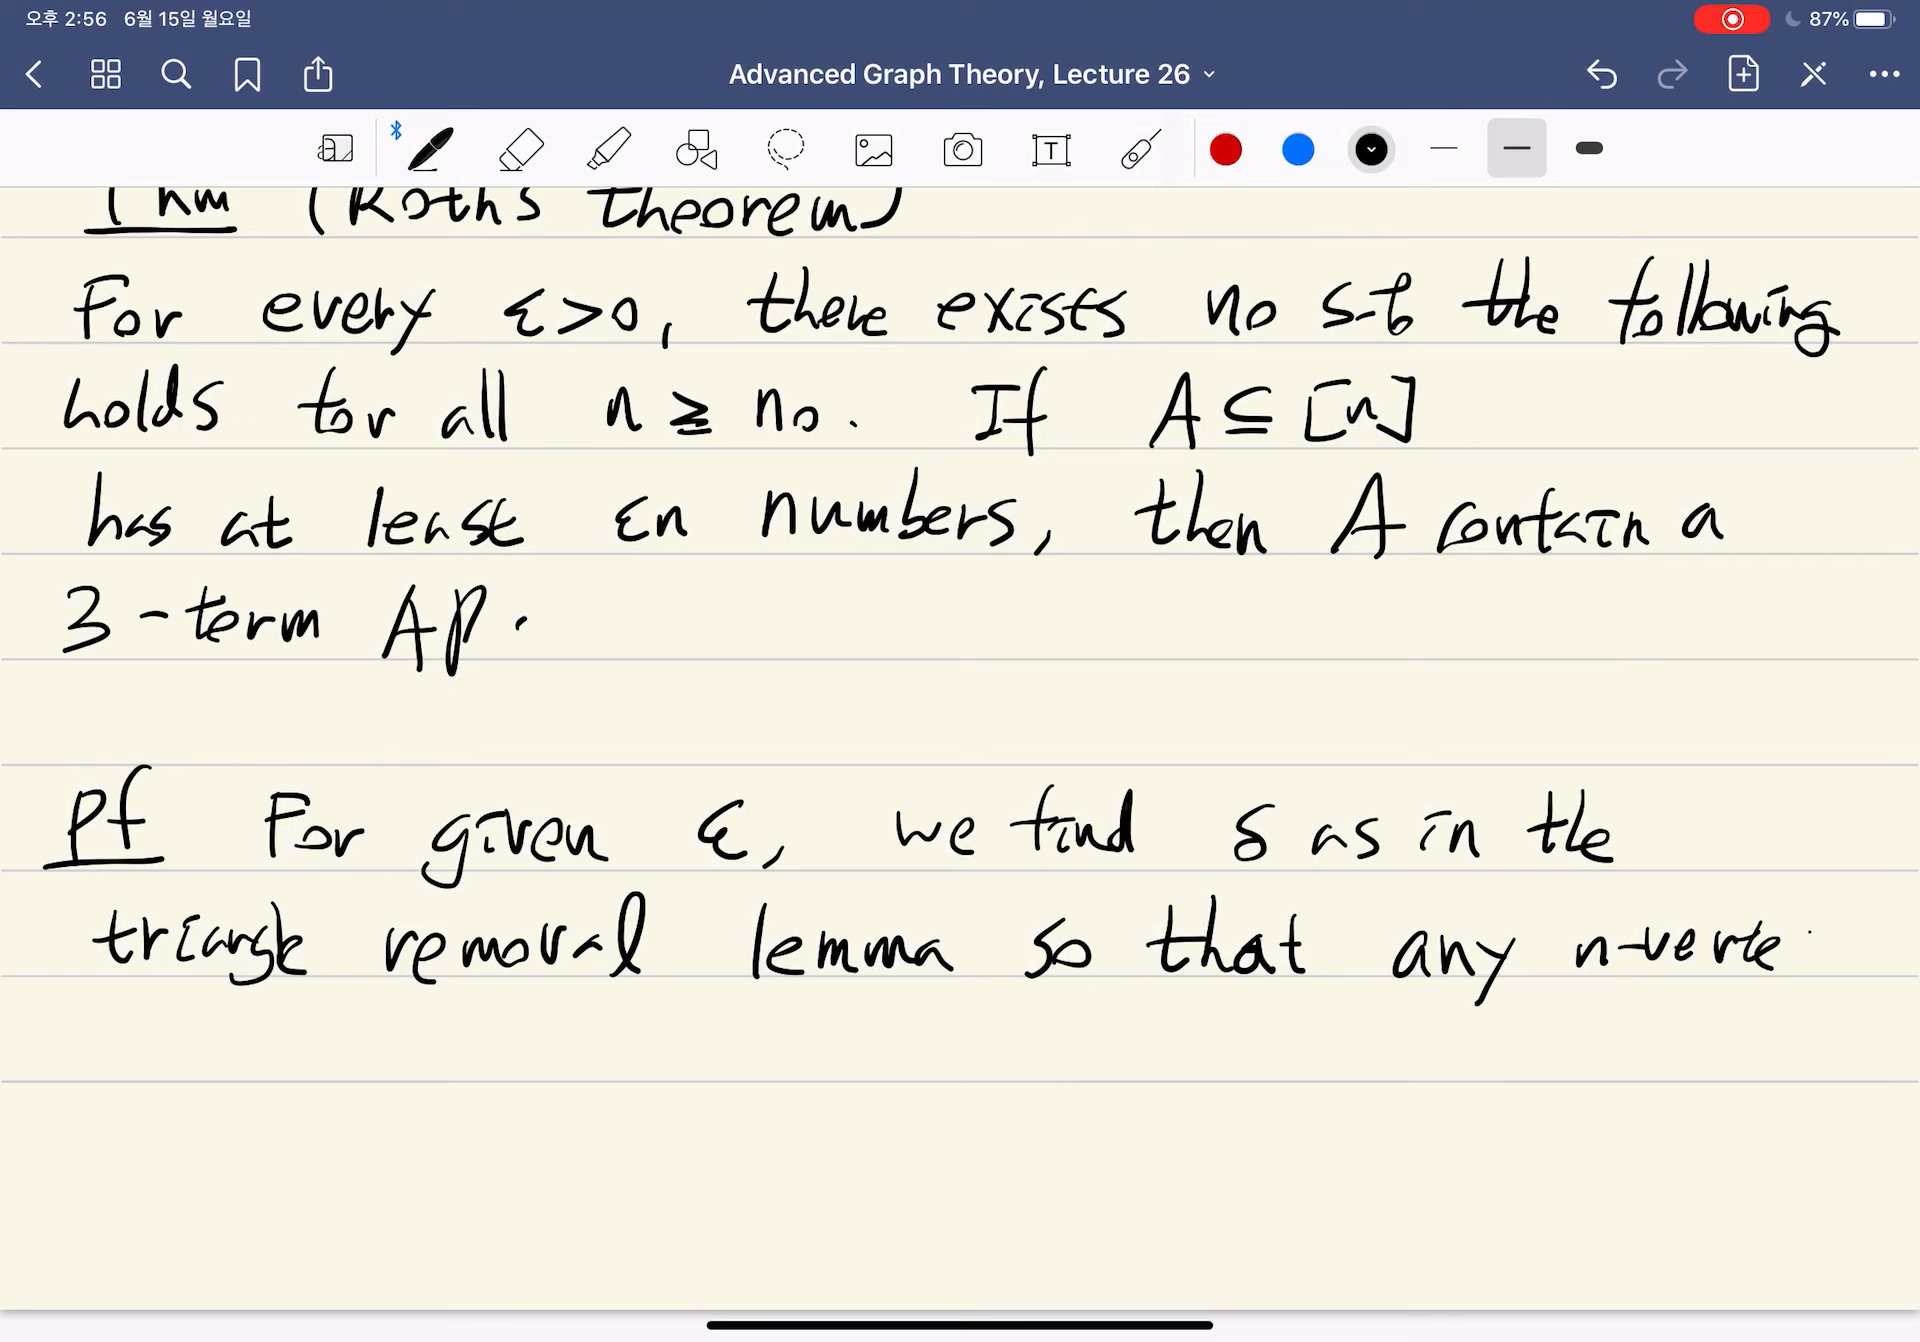 오후 2:56 6월 15일 월요일
87%
Advanced Graph Theory, Lecture 26
Thm (Roth's theorem)
For every ε>0, there exists n₀ s-t the following
holds for all n ≥ n₀. If A ⊆ [n]
has at least εn numbers, then A contain a
3-term AP.
pf For given ε, we find δ as in the
triangle removal lemma so that any n-verte